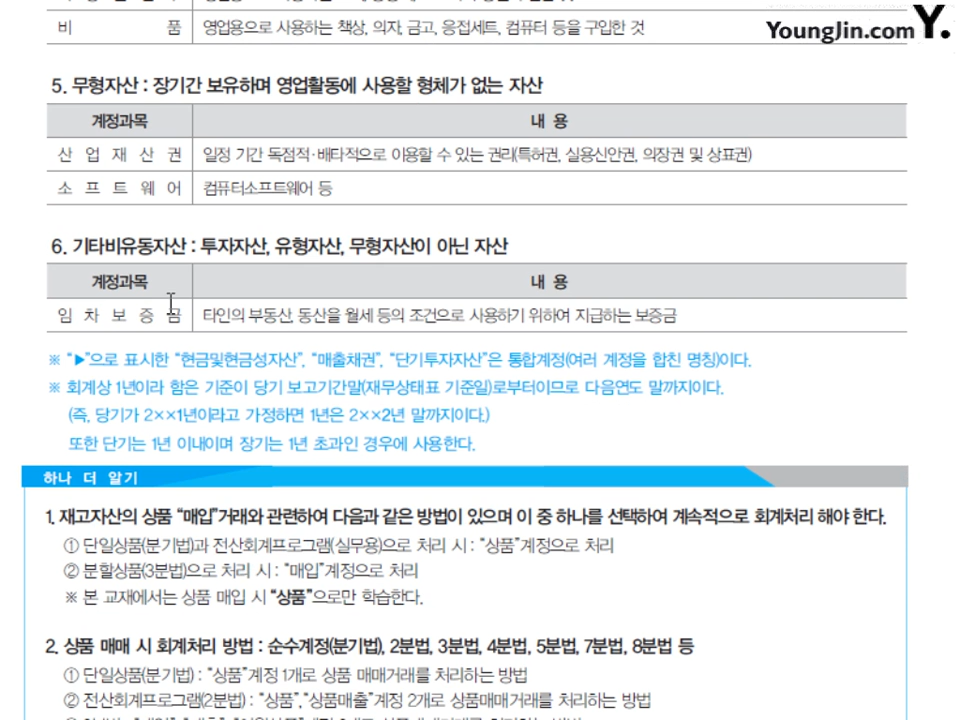 비 품 영업용으로 사용하는 책상, 의자, 금고, 응접세트, 컴퓨터 등을 구입한 것
YoungJin.com Y.
5. 무형자산 : 장기간 보유하며 영업활동에 사용할 형체가 없는 자산
계정과목 내 용
산 업 재 산 권 일정 기간 독점적·배타적으로 이용할 수 있는 권리(특허권, 실용신안권, 의장권 및 상표권)
소 프 트 웨 어 컴퓨터소프트웨어 등
6. 기타비유동자산 : 투자자산, 유형자산, 무형자산이 아닌 자산
계정과목 내 용
임 차 보 증 금 타인의 부동산, 동산을 월세 등의 조건으로 사용하기 위하여 지급하는 보증금
※ “▶”으로 표시한 “현금및현금성자산”, “매출채권”, “단기투자자산”은 통합계정(여러 계정을 합친 명칭)이다.
※ 회계상 1년이라 함은 기준이 당기 보고기간말(재무상태표 기준일)로부터이므로 다음연도 말까지이다.
(즉, 당기가 2××1년이라고 가정하면 1년은 2××2년 말까지이다.)
또한 단기는 1년 이내이며 장기는 1년 초과인 경우에 사용한다.
하나 더 알기
1. 재고자산의 상품 “매입”거래와 관련하여 다음과 같은 방법이 있으며 이 중 하나를 선택하여 계속적으로 회계처리 해야 한다.
① 단일상품(분기법)과 전산회계프로그램(실무용)으로 처리 시 : “상품”계정으로 처리
② 분할상품(3분법)으로 처리 시 : “매입”계정으로 처리
※ 본 교재에서는 상품 매입 시 “상품”으로만 학습한다.
2. 상품 매매 시 회계처리 방법 : 순수계정(분기법), 2분법, 3분법, 4분법, 5분법, 7분법, 8분법 등
① 단일상품(분기법) : “상품”계정 1개로 상품 매매거래를 처리하는 방법
② 전산회계프로그램(2분법) : “상품”,“상품매출”계정 2개로 상품매매거래를 처리하는 방법